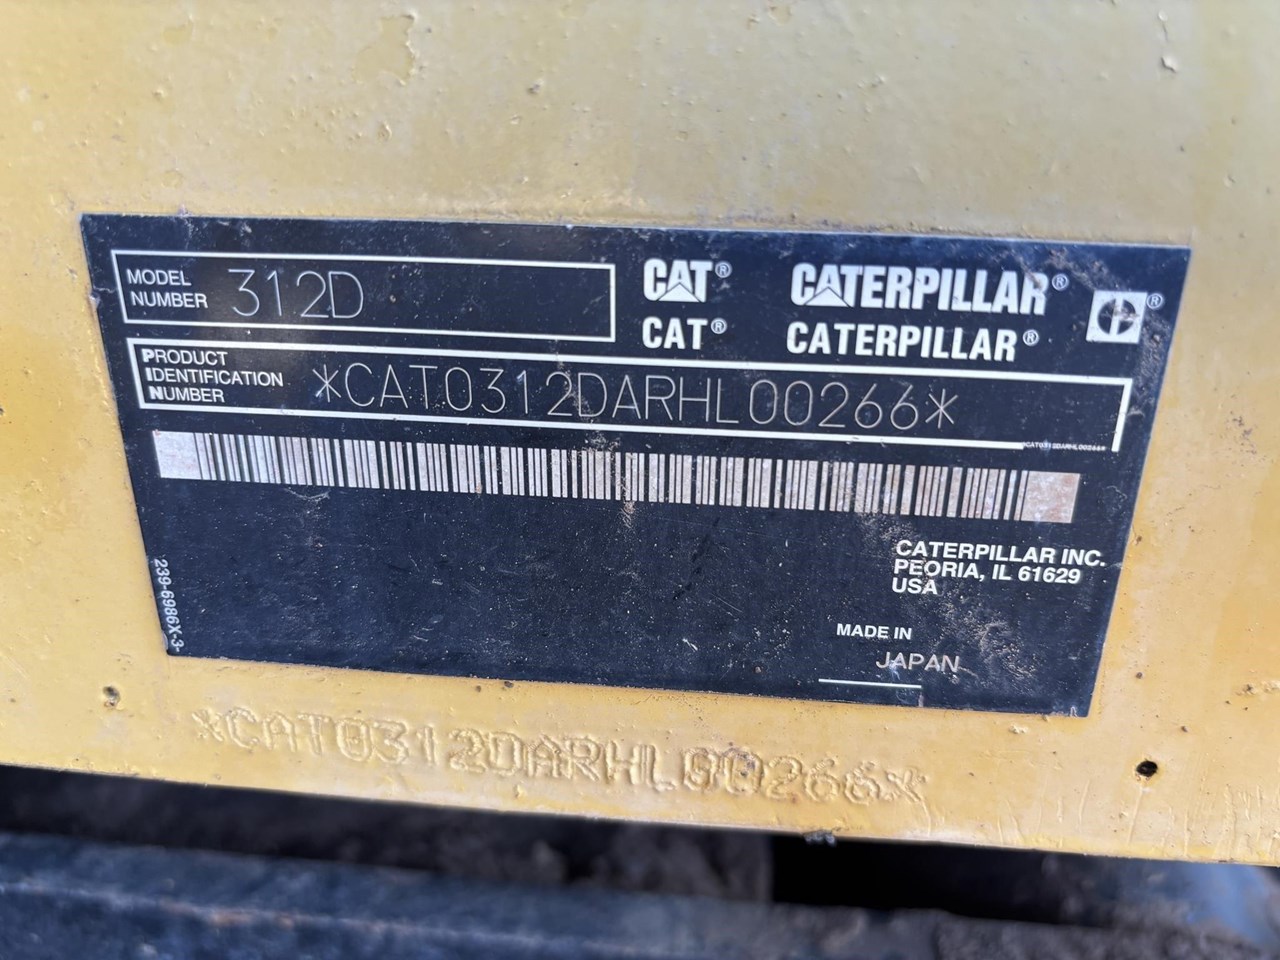 MODEL NUMBER 312D
CAT® CATERPILLAR® ®
CAT® CATERPILLAR®
PRODUCT IDENTIFICATION NUMBER *CAT0312DARHL00266*
*CAT0312DARHL00266*
CATERPILLAR INC.
PEORIA, IL 61629
USA
MADE IN
JAPAN
239-6986X-3-
*CAT0312DARHL00266*